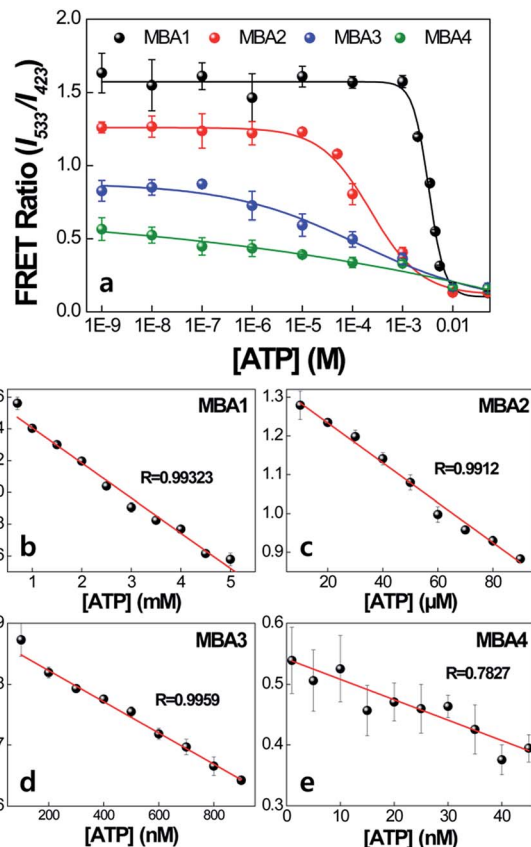 2.0
MBA1 MBA2 MBA3 MBA4
1.5
1.0
0.5
0.0
FRET Ratio (I533/I423)
a
1E-9 1E-8 1E-7 1E-6 1E-5 1E-4 1E-3 0.01
[ATP] (M)
MBA1
R=0.99323
b
1 2 3 4 5
[ATP] (mM)
1.3
1.2
1.1
1.0
0.9
MBA2
R=0.9912
c
20 40 60 80
[ATP] (µM)
MBA3
R=0.9959
d
200 400 600 800
[ATP] (nM)
0.6
0.5
0.4
0.3
MBA4
R=0.7827
e
0 10 20 30 40
[ATP] (nM)